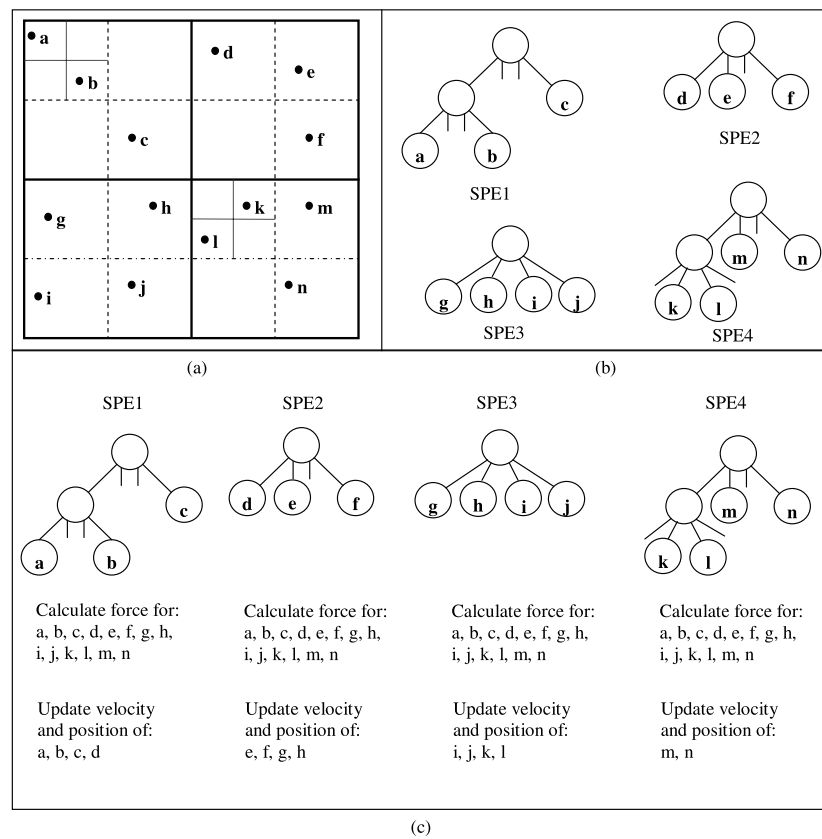 a
b
c
d
e
f
g
h
i
j
k
l
m
n
(a)
c
a
b
SPE1
d
e
f
SPE2
g
h
i
j
SPE3
m
n
k
l
SPE4
(b)
SPE1
SPE2
SPE3
SPE4
c
a
b
d
e
f
g
h
i
j
m
n
k
l
Calculate force for:
a, b, c, d, e, f, g, h,
i, j, k, l, m, n
Calculate force for:
a, b, c, d, e, f, g, h,
i, j, k, l, m, n
Calculate force for:
a, b, c, d, e, f, g, h,
i, j, k, l, m, n
Calculate force for:
a, b, c, d, e, f, g, h,
i, j, k, l, m, n
Update velocity
and position of:
a, b, c, d
Update velocity
and position of:
e, f, g, h
Update velocity
and position of:
i, j, k, l
Update velocity
and position of:
m, n
(c)